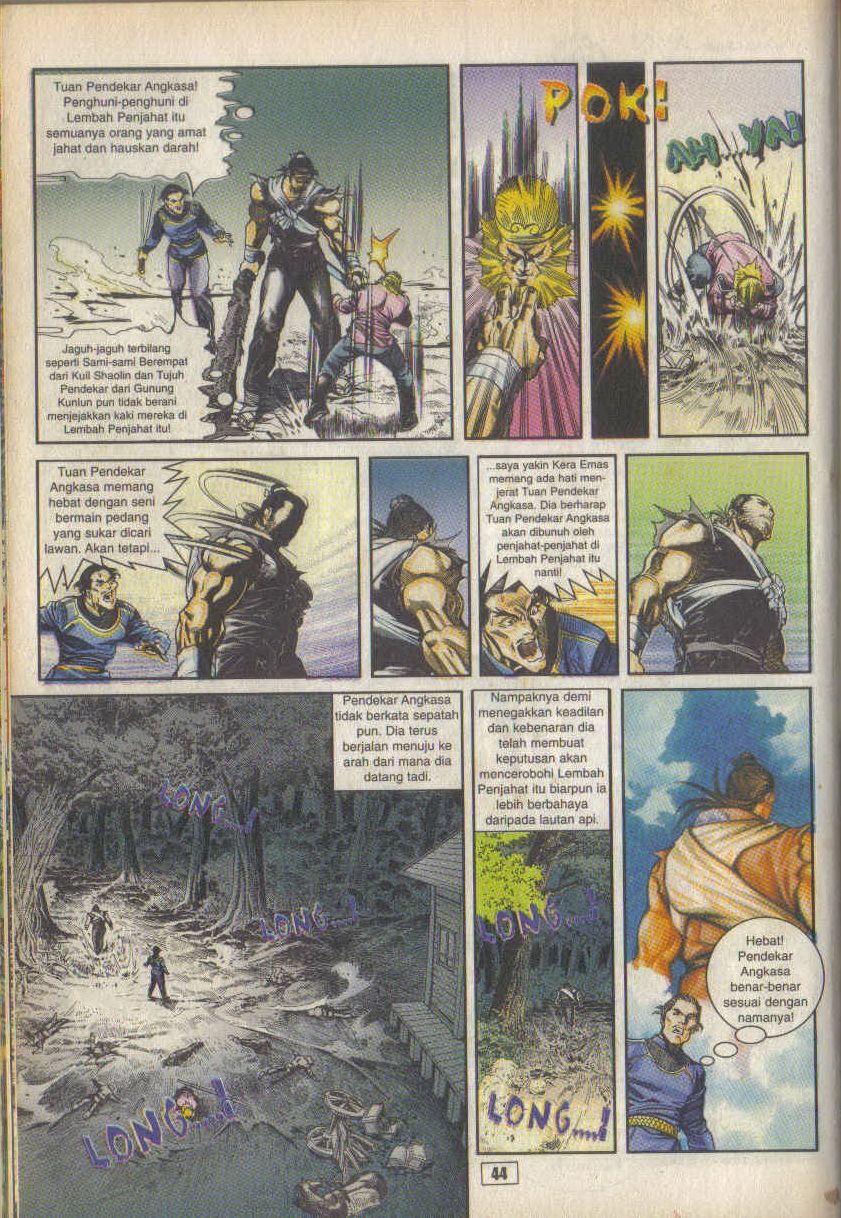 Tuan Pendekar Angkasa!
Penghuni-penghuni di
Lembah Penjahat itu
semuanya orang yang amat
jahat dan hauskan darah!
Jaguh-jaguh terbilang
seperti Sami-sami Berempat
dari Kuil Shaolin dan Tujuh
Pendekar dari Gunung
Kunlun pun tidak berani
menjejakkan kaki mereka di
Lembah Penjahat itu!
POK!
AH...YA!
Tuan Pendekar
Angkasa memang
hebat dengan seni
bermain pedang
yang sukar dicari
lawan. Akan tetapi...
...saya yakin Kera Emas
memang ada hati men-
jerat Tuan Pendekar
Angkasa. Dia berharap
Tuan Pendekar Angkasa
akan dibunuh oleh
penjahat-penjahat di
Lembah Penjahat itu
nanti!
Pendekar Angkasa
tidak berkata sepatah
pun. Dia terus
berjalan menuju ke
arah dari mana dia
datang tadi.
LONG....!
LONG....!
LONG....!
Nampaknya demi
menegakkan keadilan
dan kebenaran dia
telah membuat
keputusan akan
mencerobohi Lembah
Penjahat itu biarpun ia
lebih berbahaya
daripada lautan api.
LONG....!
LONG....!
Hebat!
Pendekar
Angkasa
benar-benar
sesuai dengan
namanya!
44